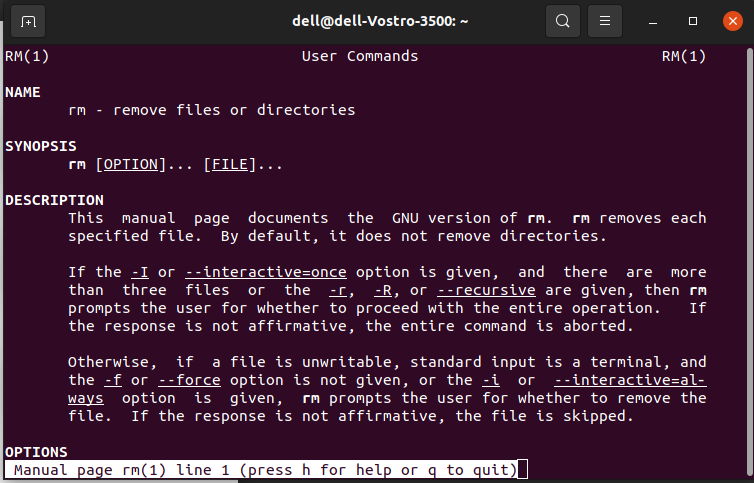 dell@dell-Vostro-3500: ~
RM(1) User Commands RM(1)
NAME
rm - remove files or directories
SYNOPSIS
rm [OPTION]... [FILE]...
DESCRIPTION
This manual page documents the GNU version of rm. rm removes each
specified file. By default, it does not remove directories.
If the -I or --interactive=once option is given, and there are more
than three files or the -r, -R, or --recursive are given, then rm
prompts the user for whether to proceed with the entire operation. If
the response is not affirmative, the entire command is aborted.
Otherwise, if a file is unwritable, standard input is a terminal, and
the -f or --force option is not given, or the -i or --interactive=al-
ways option is given, rm prompts the user for whether to remove the
file. If the response is not affirmative, the file is skipped.
OPTIONS
Manual page rm(1) line 1 (press h for help or q to quit)